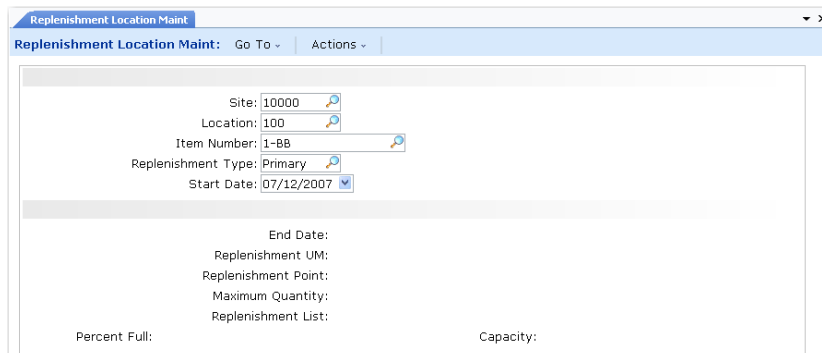 Replenishment Location Maint
Replenishment Location Maint: Go To Actions
Site: 10000
Location: 100
Item Number: 1-BB
Replenishment Type: Primary
Start Date: 07/12/2007
End Date:
Replenishment UM:
Replenishment Point:
Maximum Quantity:
Replenishment List:
Percent Full: Capacity: